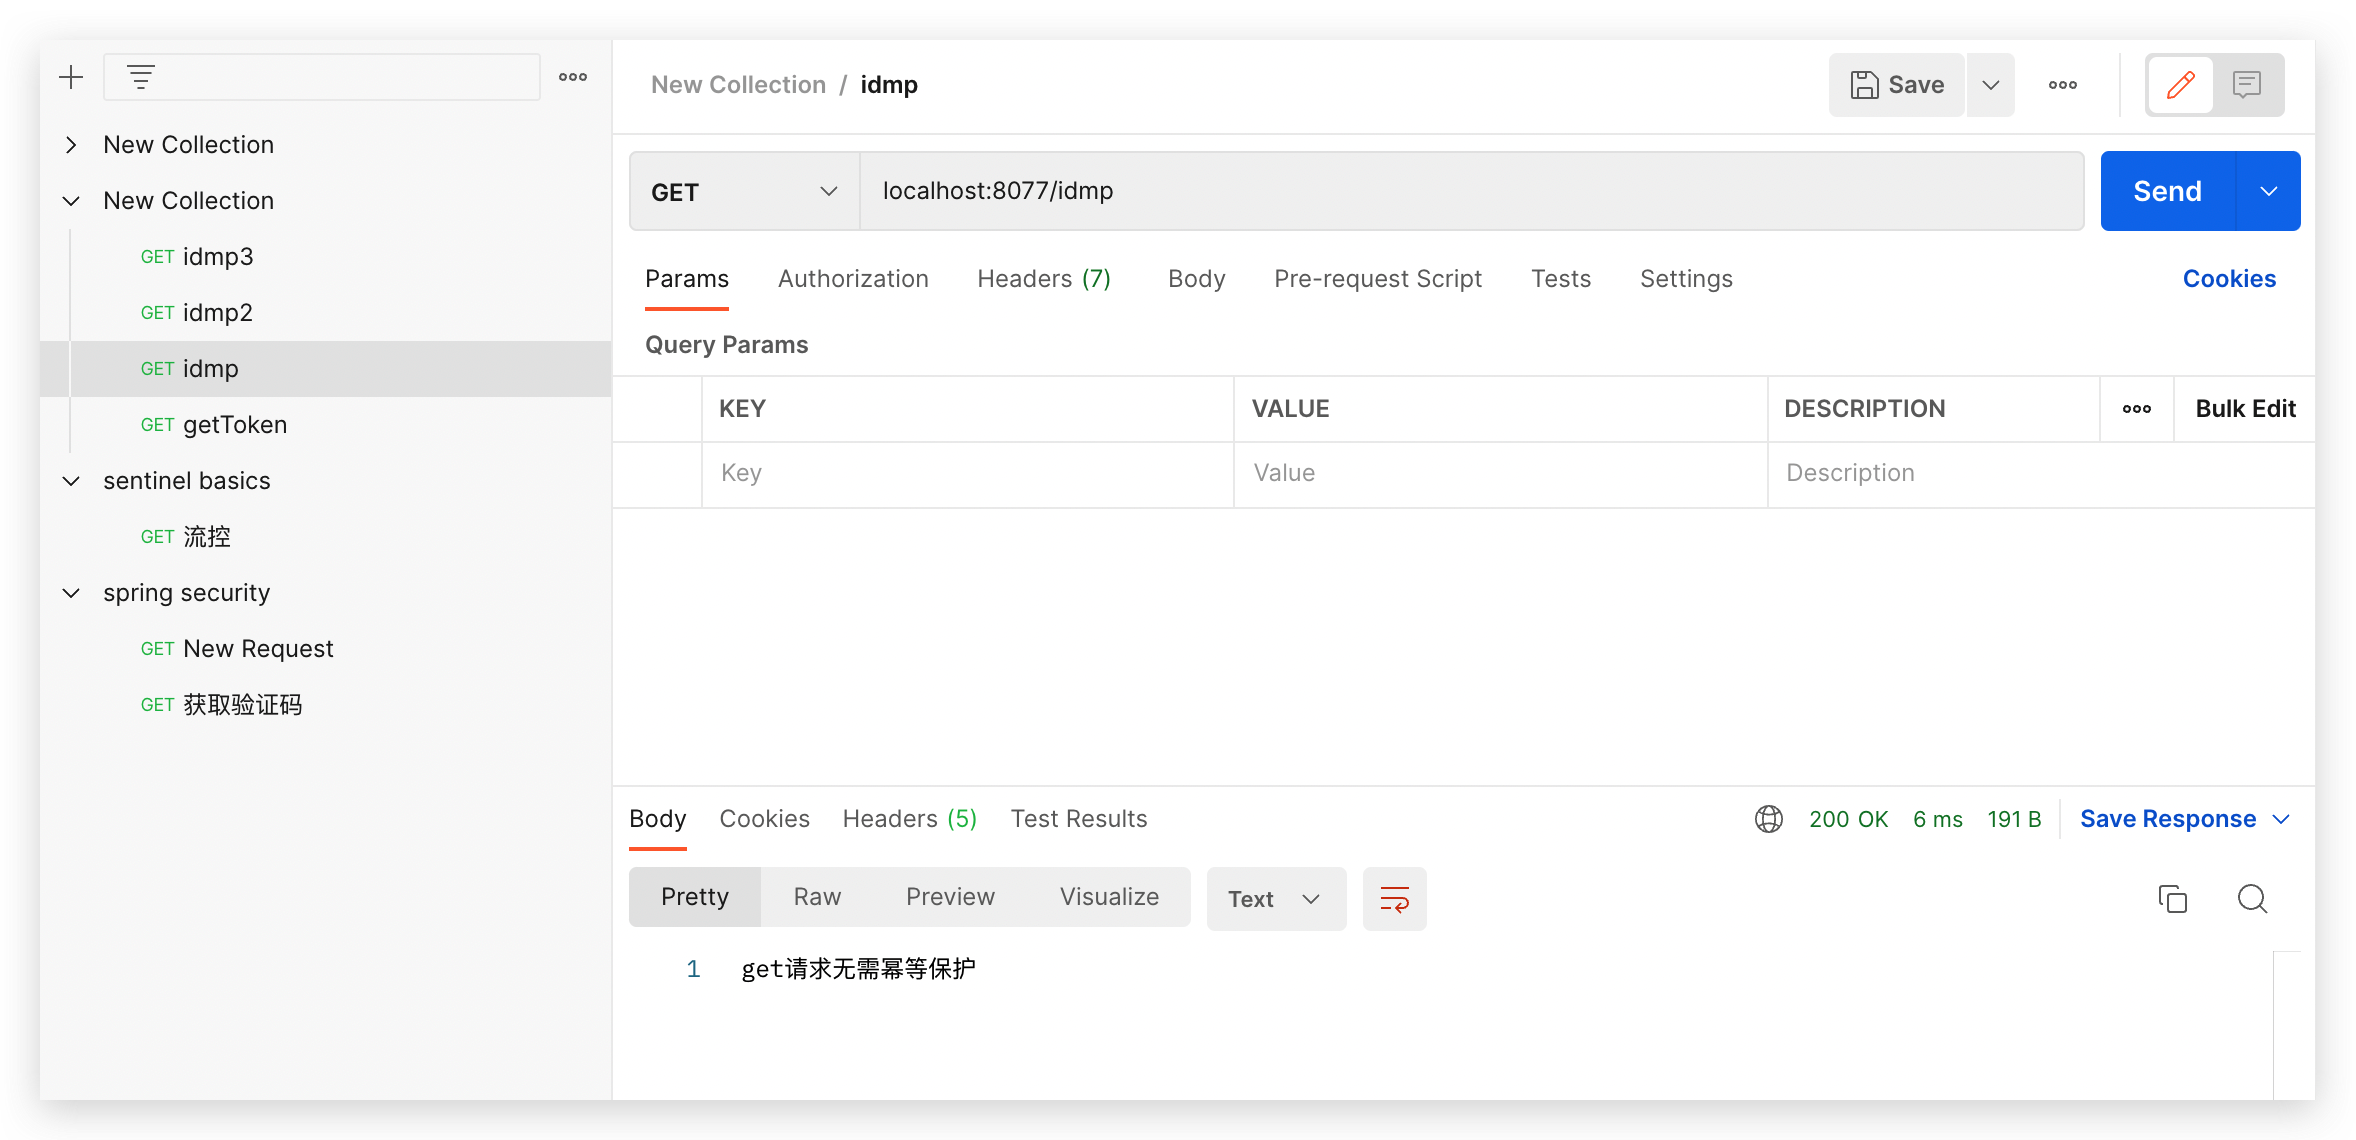 New Collection
New Collection
GET idmp3
GET idmp2
GET idmp
GET getToken
sentinel basics
GET 流控
spring security
GET New Request
GET 获取验证码
New Collection / idmp
Save
GET
localhost:8077/idmp
Send
Params Authorization Headers (7) Body Pre-request Script Tests Settings Cookies
Query Params
KEY VALUE DESCRIPTION Bulk Edit
Key Value Description
Body Cookies Headers (5) Test Results 200 OK 6 ms 191 B Save Response
Pretty Raw Preview Visualize Text
1 get请求无需幂等保护